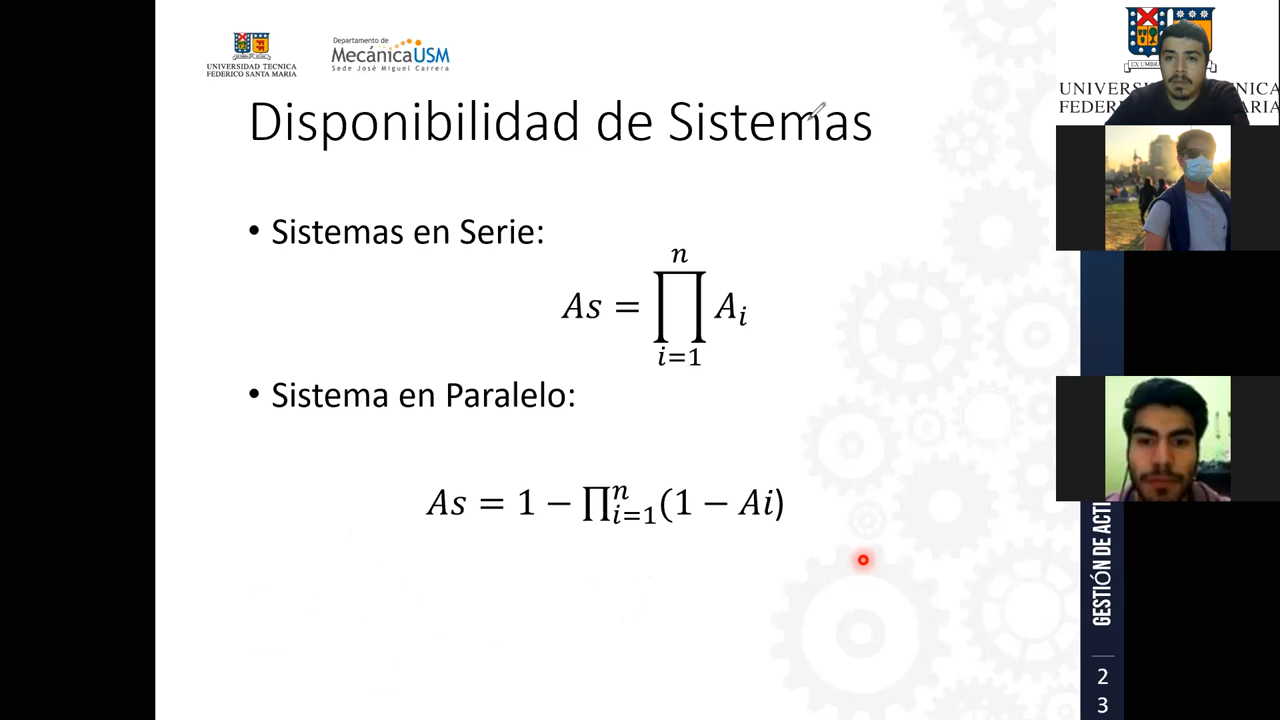 UNIVERSIDAD TECNICA
FEDERICO SANTA MARIA
Departamento de
MecánicaUSM
Sede José Miguel Carrera
Disponibilidad de Sistemas
• Sistemas en Serie:
n
As = ∏ A_i
i=1
• Sistema en Paralelo:
As = 1 − ∏_{i=1}^{n}(1 − Ai)
GESTIÓN DE ACTI
2
3